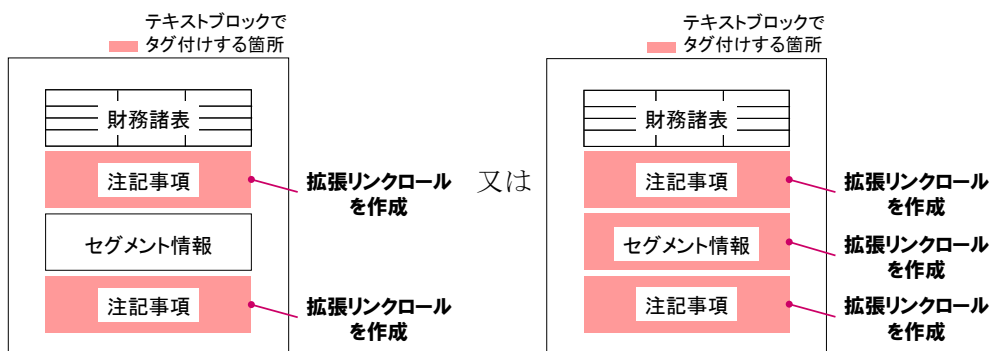 テキストブロックで
タグ付けする箇所
財務諸表
注記事項
拡張リンクロール
を作成
セグメント情報
注記事項
拡張リンクロール
を作成
又は
テキストブロックで
タグ付けする箇所
財務諸表
注記事項
拡張リンクロール
を作成
セグメント情報
拡張リンクロール
を作成
注記事項
拡張リンクロール
を作成